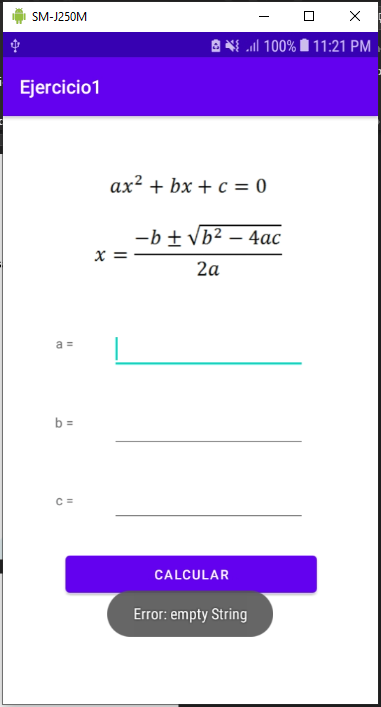 SM-J250M
100% 11:21 PM
Ejercicio1
ax² + bx + c = 0
x = (-b ± √(b² − 4ac)) / 2a
a =
b =
c =
CALCULAR
Error: empty String